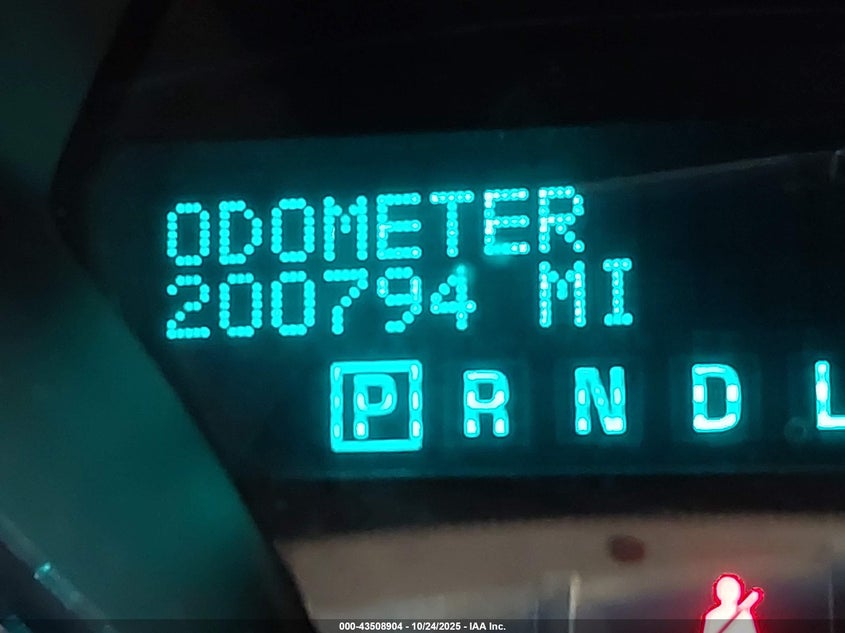 ODOMETER
200794 MI
P R N D L
000-43508904 - 10/24/2025 - IAA Inc.